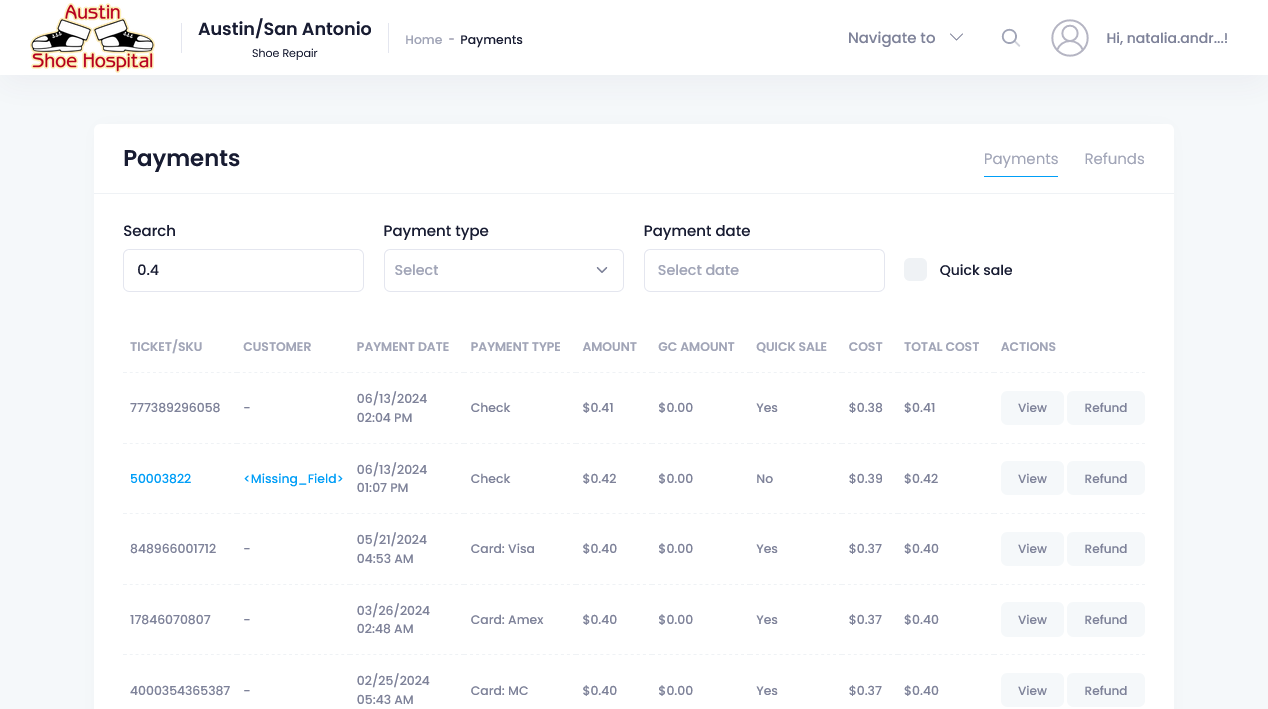 Austin
Shoe Hospital
Austin/San Antonio
Shoe Repair
Home - Payments
Navigate to
Hi, natalia.andr...!
Payments
Payments Refunds
Search Payment type Payment date
0.4 Select Select date Quick sale
TICKET/SKU CUSTOMER PAYMENT DATE PAYMENT TYPE AMOUNT GC AMOUNT QUICK SALE COST TOTAL COST ACTIONS
777389296058 - 06/13/2024 02:04 PM Check $0.41 $0.00 Yes $0.38 $0.41 View Refund
50003822 <Missing_Field> 06/13/2024 01:07 PM Check $0.42 $0.00 No $0.39 $0.42 View Refund
848966001712 - 05/21/2024 04:53 AM Card: Visa $0.40 $0.00 Yes $0.37 $0.40 View Refund
17846070807 - 03/26/2024 02:48 AM Card: Amex $0.40 $0.00 Yes $0.37 $0.40 View Refund
4000354365387 - 02/25/2024 05:43 AM Card: MC $0.40 $0.00 Yes $0.37 $0.40 View Refund